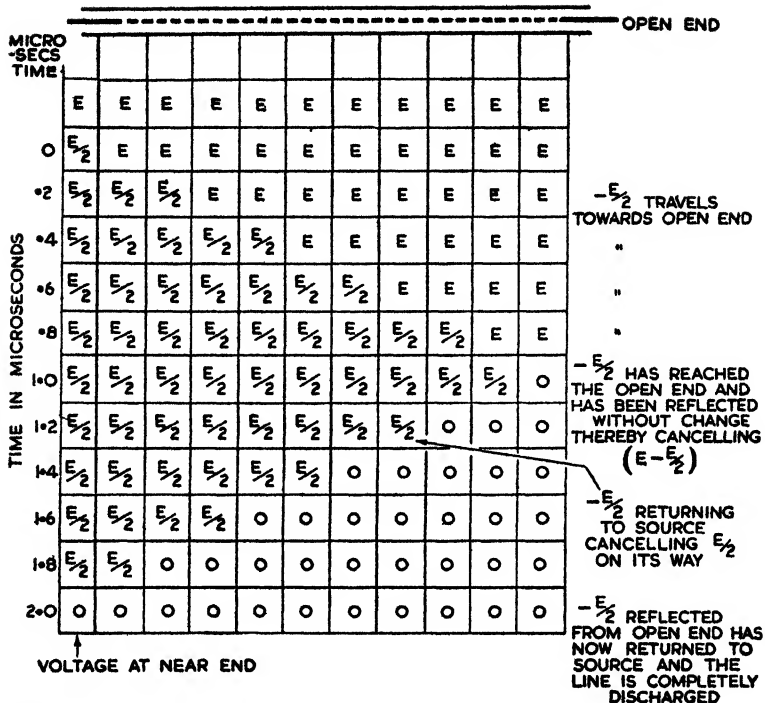 OPEN END
MICRO
-SECS
TIME
E E E E E E E E E E E
0 E/2 E E E E E E E E E E
•2 E/2 E/2 E/2 E E E E E E E E
•4 E/2 E/2 E/2 E/2 E/2 E E E E E E
•6 E/2 E/2 E/2 E/2 E/2 E/2 E/2 E E E E
•8 E/2 E/2 E/2 E/2 E/2 E/2 E/2 E/2 E/2 E E
1•0 E/2 E/2 E/2 E/2 E/2 E/2 E/2 E/2 E/2 E/2 O
1•2 E/2 E/2 E/2 E/2 E/2 E/2 E/2 E/2 O O O
1•4 E/2 E/2 E/2 E/2 E/2 E/2 O O O O O
1•6 E/2 E/2 E/2 E/2 O O O O O O O
1•8 E/2 E/2 O O O O O O O O O
2•0 O O O O O O O O O O O
TIME IN MICROSECONDS
VOLTAGE AT NEAR END
-E/2 TRAVELS
TOWARDS OPEN END
"
"
"
-E/2 HAS REACHED
THE OPEN END AND
HAS BEEN REFLECTED
WITHOUT CHANGE
THEREBY CANCELLING
(E-E/2)
-E/2 RETURNING
TO SOURCE
CANCELLING E/2
ON ITS WAY
-E/2 REFLECTED
FROM OPEN END HAS
NOW RETURNED TO
SOURCE AND THE
LINE IS COMPLETELY
DISCHARGED